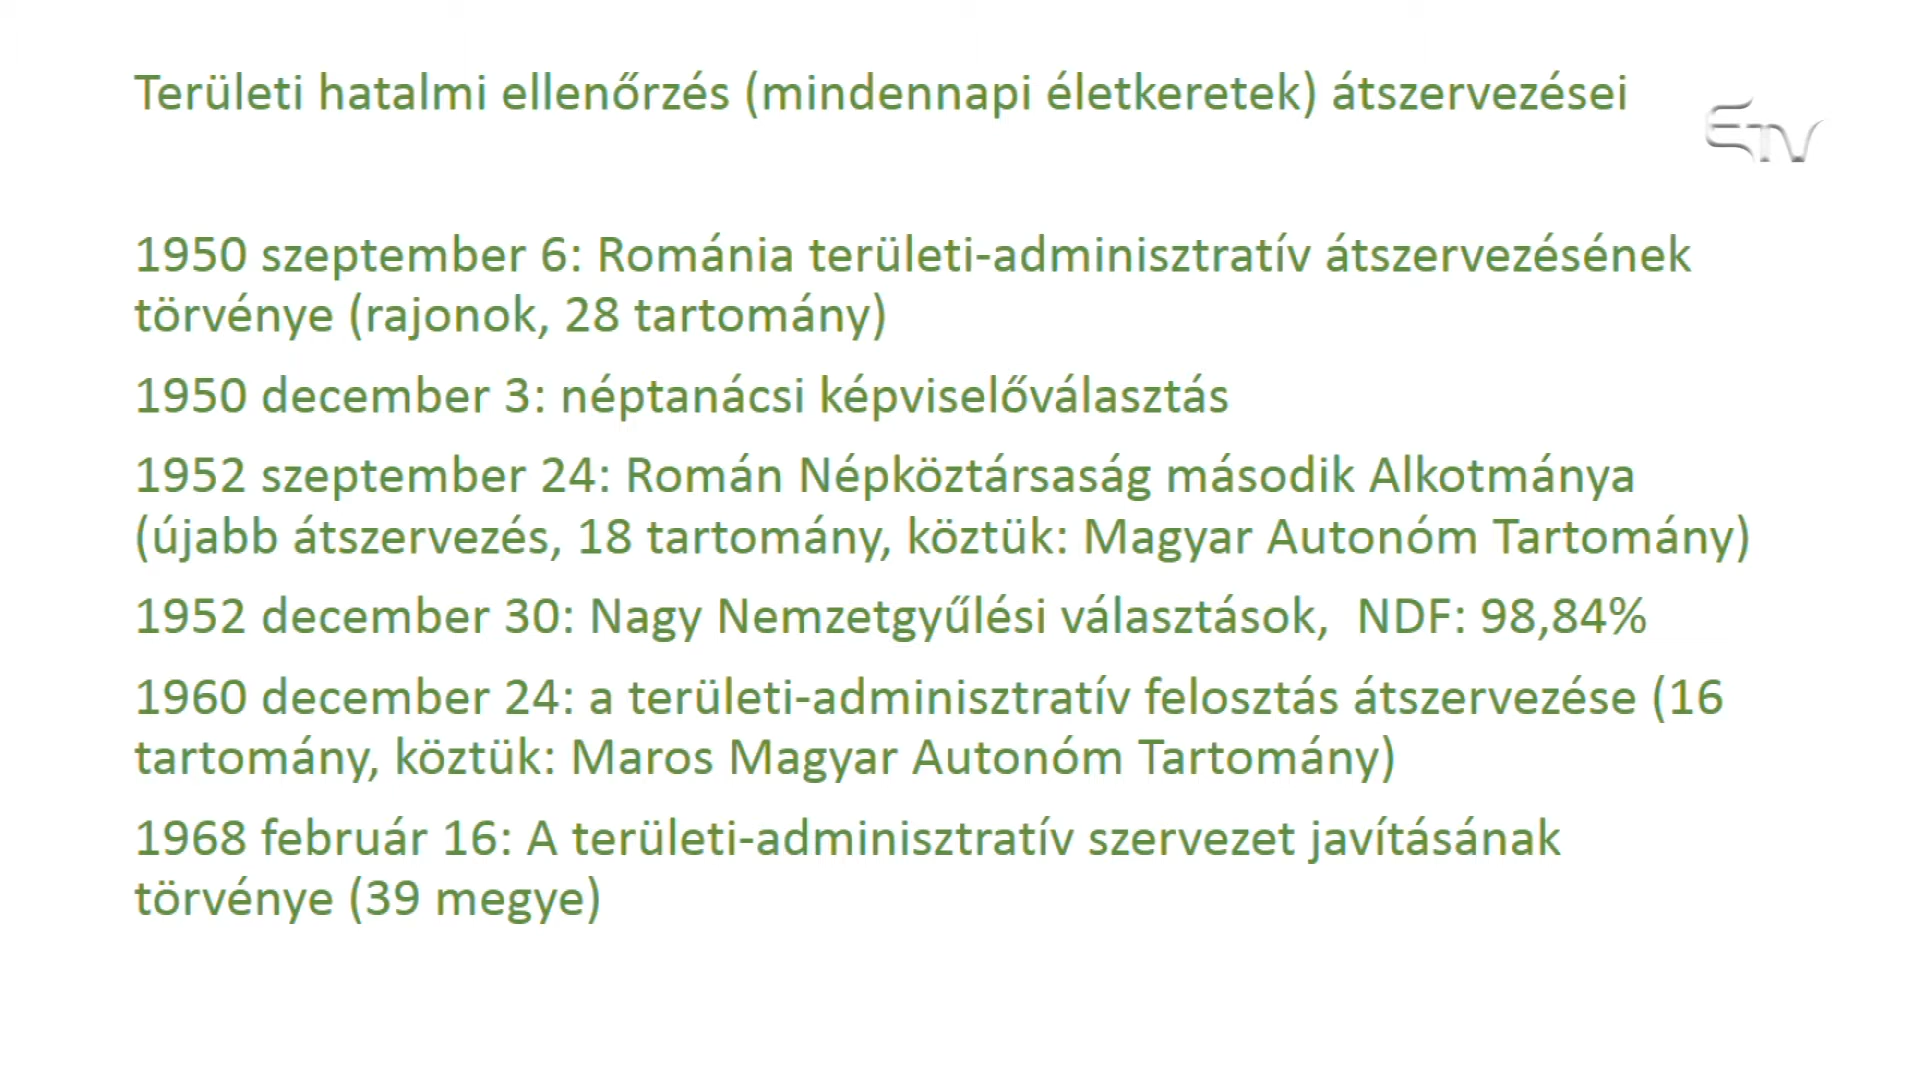 Területi hatalmi ellenőrzés (mindennapi életkeretek) átszervezései
ETV
1950 szeptember 6: Románia területi-adminisztratív átszervezésének
törvénye (rajonok, 28 tartomány)
1950 december 3: néptanácsi képviselőválasztás
1952 szeptember 24: Román Népköztársaság második Alkotmánya
(újabb átszervezés, 18 tartomány, köztük: Magyar Autonóm Tartomány)
1952 december 30: Nagy Nemzetgyűlési választások,  NDF: 98,84%
1960 december 24: a területi-adminisztratív felosztás átszervezése (16
tartomány, köztük: Maros Magyar Autonóm Tartomány)
1968 február 16: A területi-adminisztratív szervezet javításának
törvénye (39 megye)